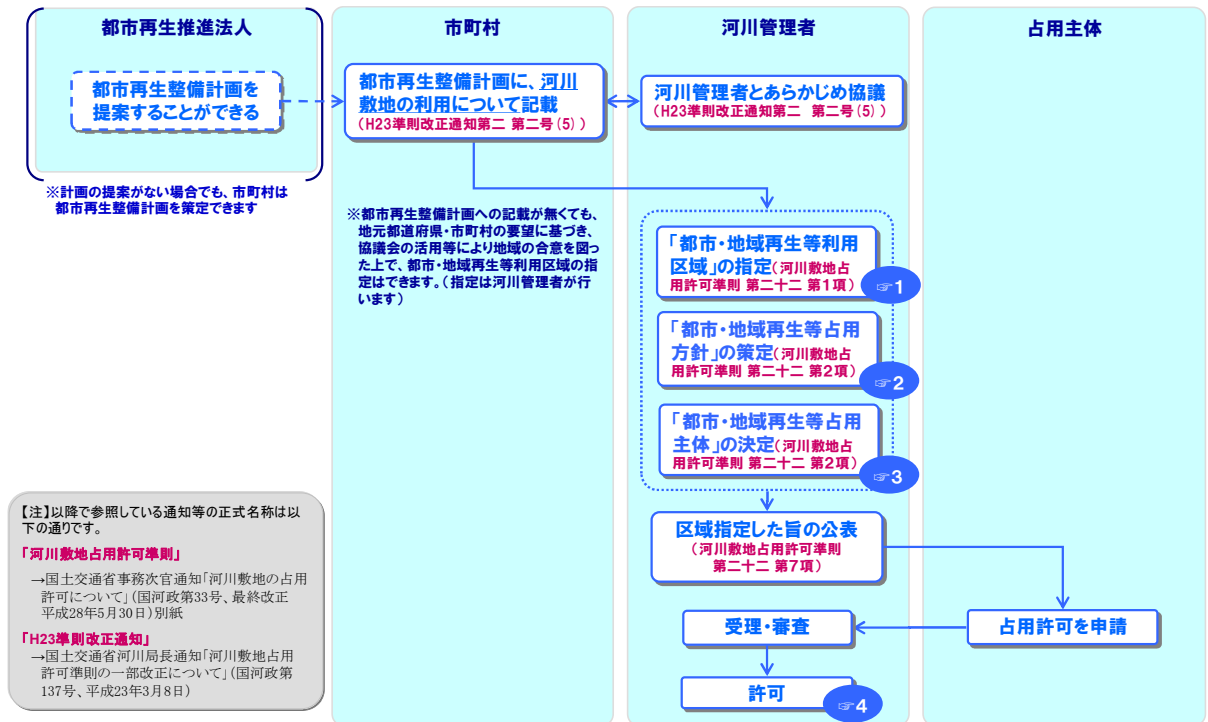 都市再生推進法人
都市再生整備計画を
提案することができる
※計画の提案がない場合でも、市町村は
都市再生整備計画を策定できます
市町村
都市再生整備計画に、河川
敷地の利用について記載
(H23準則改正通知第二 第二号(5))
※都市再生整備計画への記載が無くても、
地元都道府県・市町村の要望に基づき、
協議会の活用等により地域の合意を図っ
た上で、都市・地域再生等利用区域の指
定はできます。(指定は河川管理者が行
います)
河川管理者
河川管理者とあらかじめ協議
(H23準則改正通知第二 第二号(5))
「都市・地域再生等利用
区域」の指定(河川敷地占
用許可準則 第二十二 第1項)
☞1
「都市・地域再生等占用
方針」の策定(河川敷地占
用許可準則 第二十二 第2項)
☞2
「都市・地域再生等占用
主体」の決定(河川敷地占
用許可準則 第二十二 第2項)
☞3
区域指定した旨の公表
(河川敷地占用許可準則
第二十二 第7項)
受理・審査
許可
☞4
占用主体
占用許可を申請
【注】以降で参照している通知等の正式名称は以
下の通りです。
「河川敷地占用許可準則」
→国土交通省事務次官通知「河川敷地の占用
許可について」(国河政第33号、最終改正
平成28年5月30日)別紙
「H23準則改正通知」
→国土交通省河川局長通知「河川敷地占用
許可準則の一部改正について」(国河政第
137号、平成23年3月8日)